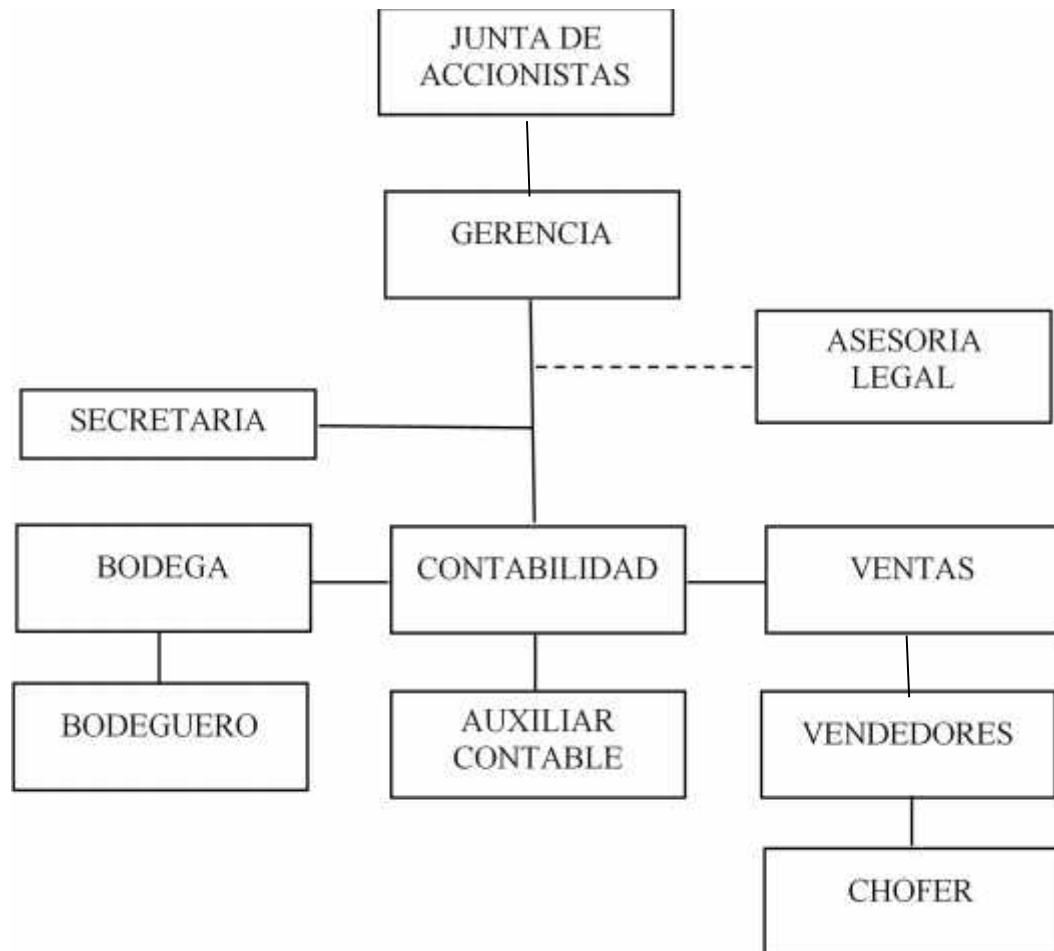 JUNTA DE
ACCIONISTAS
GERENCIA
ASESORIA
LEGAL
SECRETARIA
BODEGA
CONTABILIDAD
VENTAS
BODEGUERO
AUXILIAR
CONTABLE
VENDEDORES
CHOFER